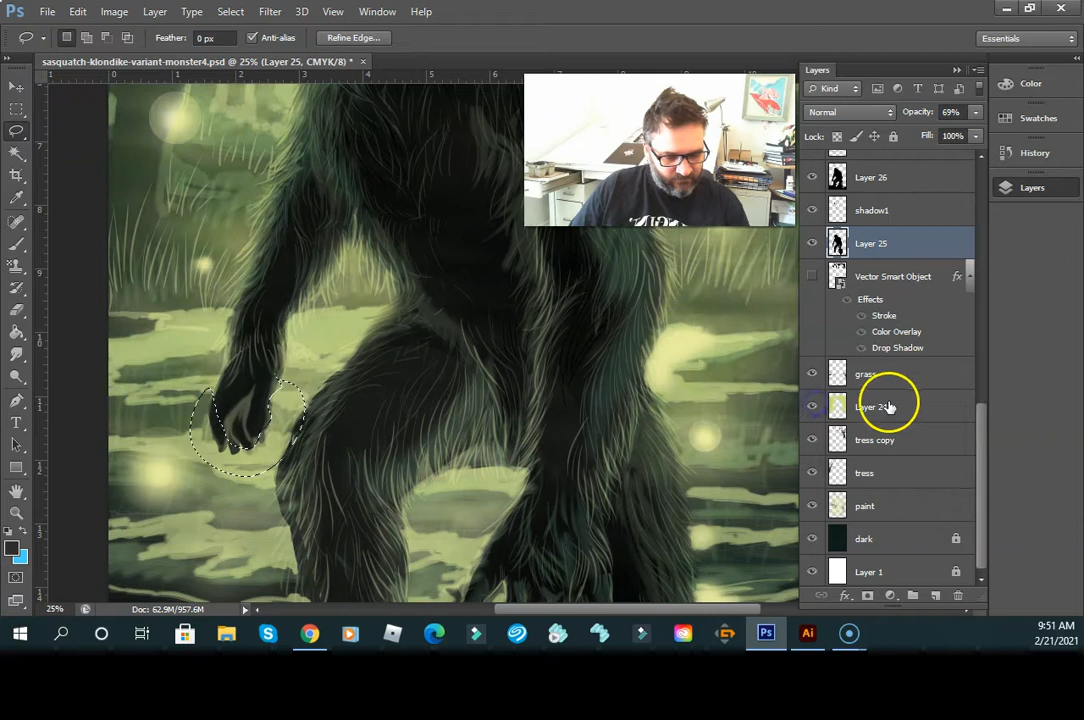 Ps File Edit Image Layer Type Select Filter 3D View Window Help
Feather: 0 px Anti-alias Refine Edge... Essentials
sasquatch-klondike-variant-monster4.psd @ 25% (Layer 25, CMYK/8) * ×
Layers
Kind
Normal Opacity: 69%
Lock: Fill: 100%
Layer 26
shadow1
Layer 25
Vector Smart Object fx
Effects
Stroke
Color Overlay
Drop Shadow
grass
Layer 24
tress copy
tress
paint
dark
Layer 1
Color
Swatches
History
Layers
25% Doc: 62.9M/957.6M
9:51 AM
2/21/2021